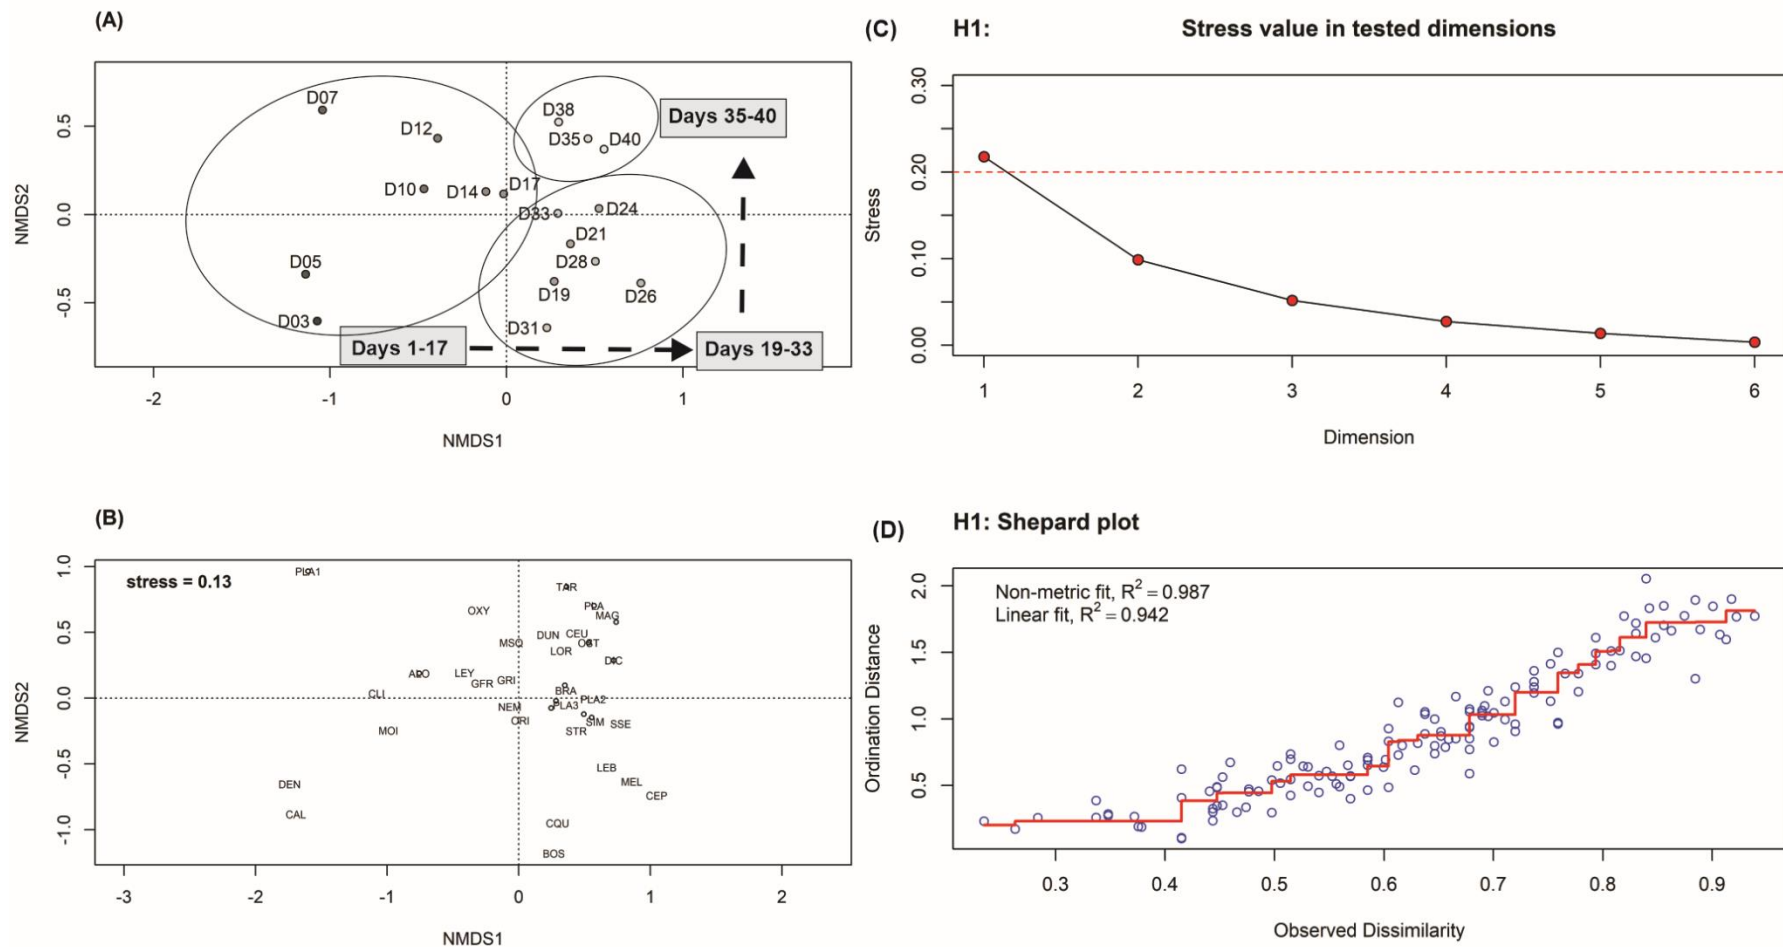 (A)
NMDS2
0.5
0.0
-0.5
D07
D12
D10
D14
D17
D05
D03
D38
D35
D40
D33
D24
D21
D28
D19
D26
D31
Days 35-40
Days 1-17
Days 19-33
-2
-1
0
1
NMDS1
(B)
NMDS2
1.0
0.5
0.0
-0.5
-1.0
stress = 0.13
PLA1
TAR
PLA
MAG
OXY
DUN
CEU
MSO
OST
LOR
DIC
ALO
LEY
GFR
GRI
CLI
BRA
PLA2
PLA3
NEM
ORI
SIM
SSE
STR
MOI
LEB
MEL
CEP
DEN
CAL
CQU
BOS
-3
-2
-1
0
1
2
NMDS1
(C)
H1:
Stress value in tested dimensions
Stress
0.30
0.20
0.10
0.00
1
2
3
4
5
6
Dimension
(D)
H1: Shepard plot
Non-metric fit, R² = 0.987
Linear fit, R² = 0.942
Ordination Distance
2.0
1.5
1.0
0.5
0.3
0.4
0.5
0.6
0.7
0.8
0.9
Observed Dissimilarity